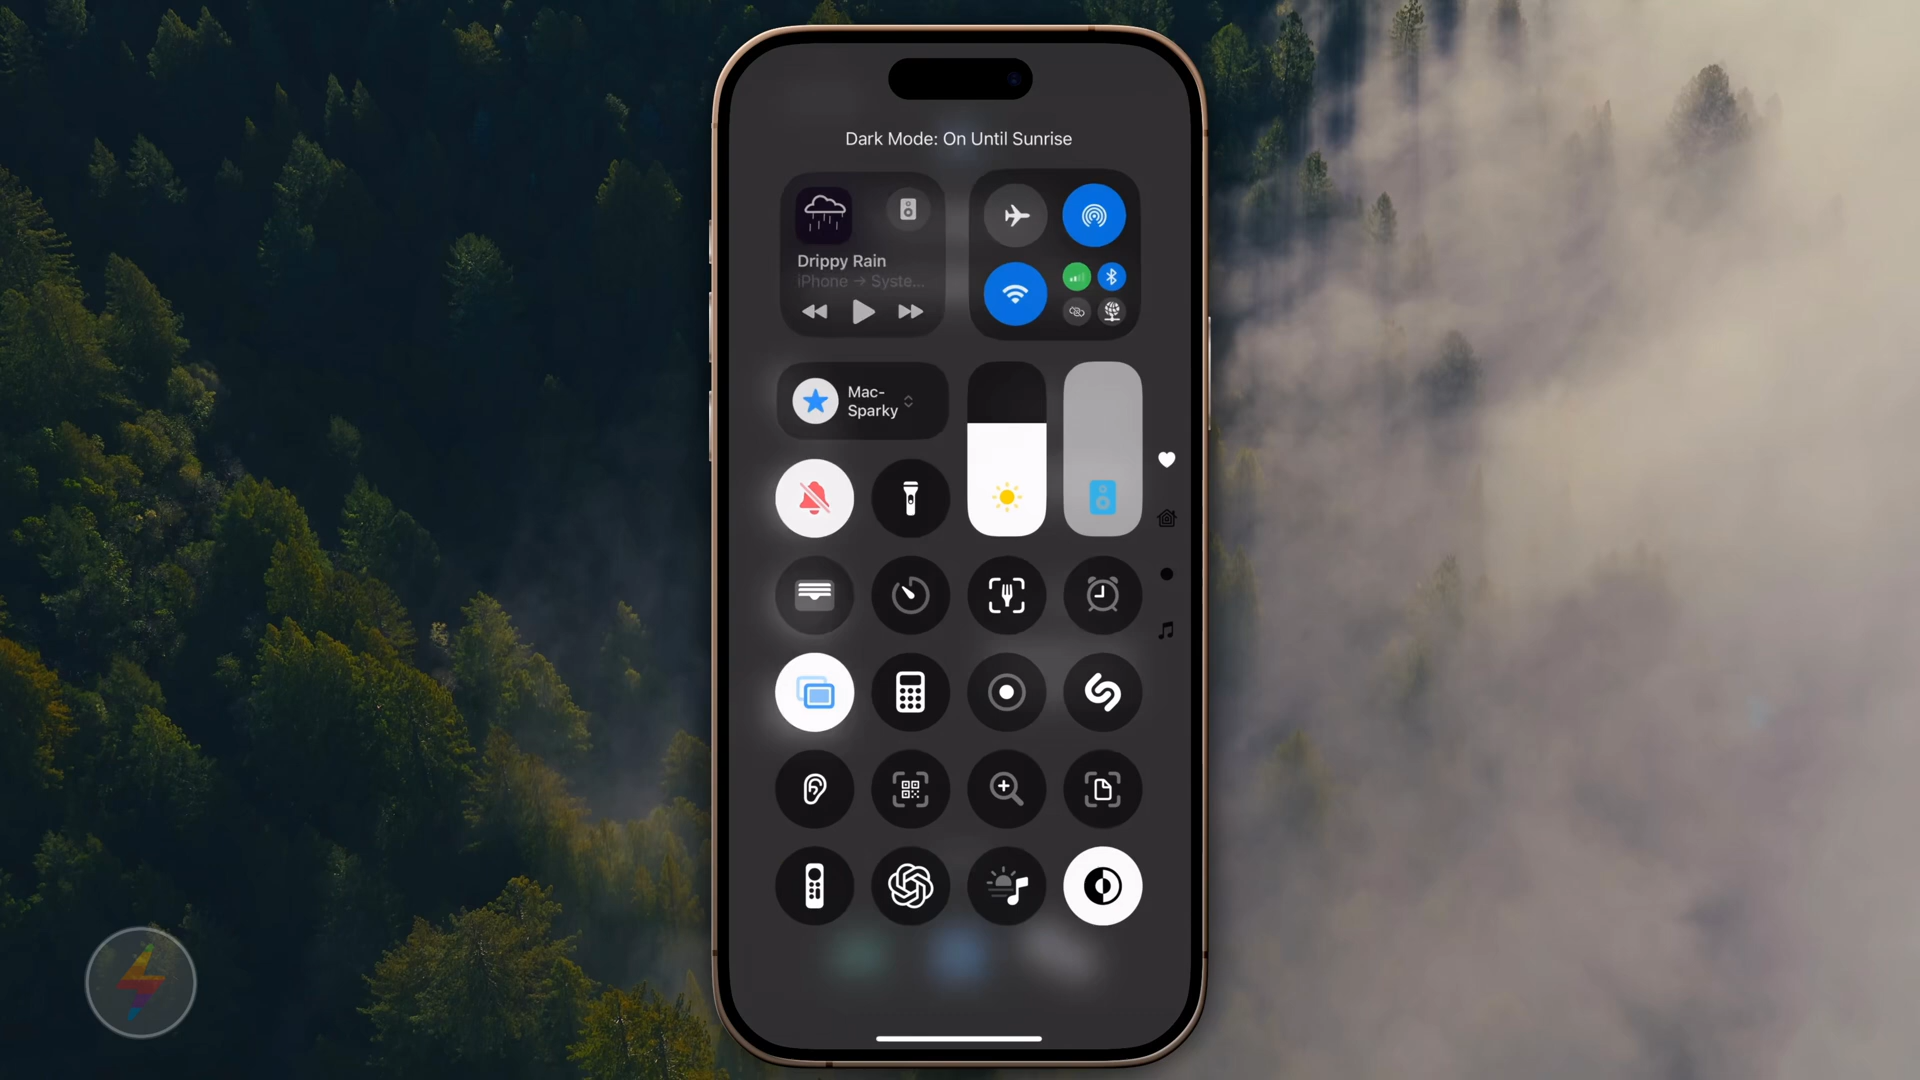 Dark Mode: On Until Sunrise
Drippy Rain
iPhone → Syste...
Mac-
Sparky